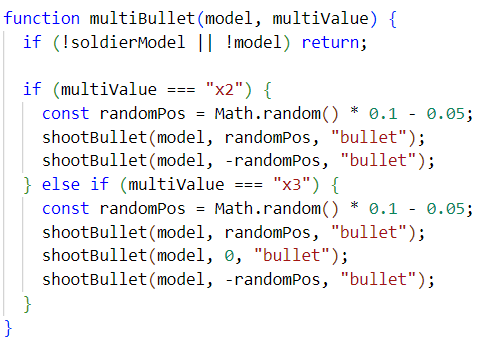 function multiBullet(model, multiValue) {
  if (!soldierModel || !model) return;

  if (multiValue === "x2") {
    const randomPos = Math.random() * 0.1 - 0.05;
    shootBullet(model, randomPos, "bullet");
    shootBullet(model, -randomPos, "bullet");
  } else if (multiValue === "x3") {
    const randomPos = Math.random() * 0.1 - 0.05;
    shootBullet(model, randomPos, "bullet");
    shootBullet(model, 0, "bullet");
    shootBullet(model, -randomPos, "bullet");
  }
}